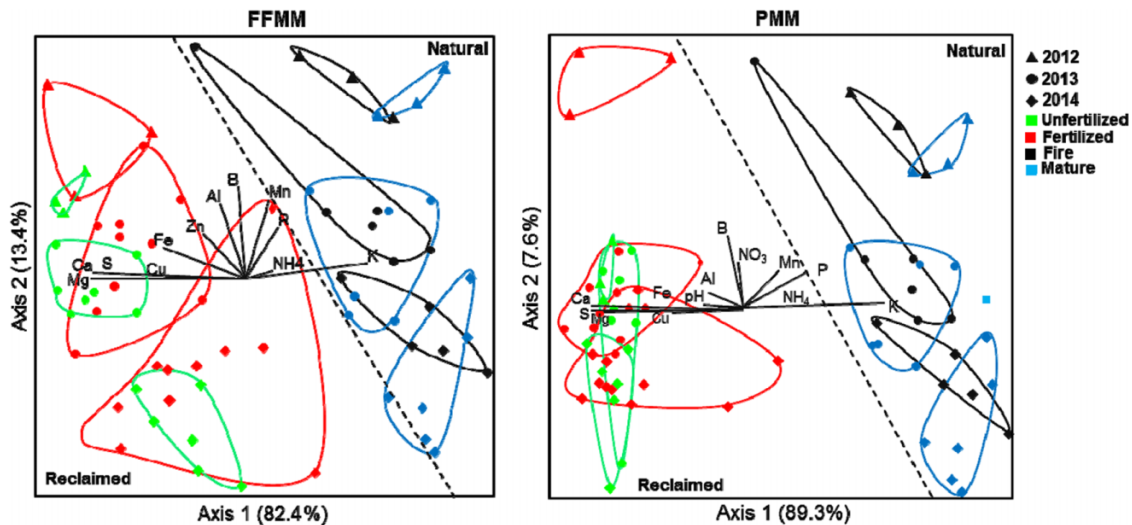 FFMM
Natural
B
Al
Mn
Zn
R
Fe
NH4
K
Ca S
Cu
Mg
Reclaimed
Axis 2 (13.4%)
Axis 1 (82.4%)
PMM
Natural
B
NO3
Mn
P
Al
Fe
pH
NH4
K
Ca
S
Mg
Cu
Reclaimed
Axis 2 (7.6%)
Axis 1 (89.3%)
2012
2013
2014
Unfertilized
Fertilized
Fire
Mature